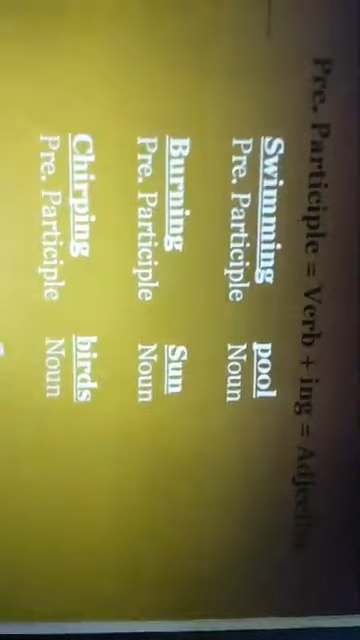 Pre. Participle = Verb + ing = Adjective
Swimming pool
Pre. Participle Noun
Burning Sun
Pre. Participle Noun
Chirping birds
Pre. Participle Noun